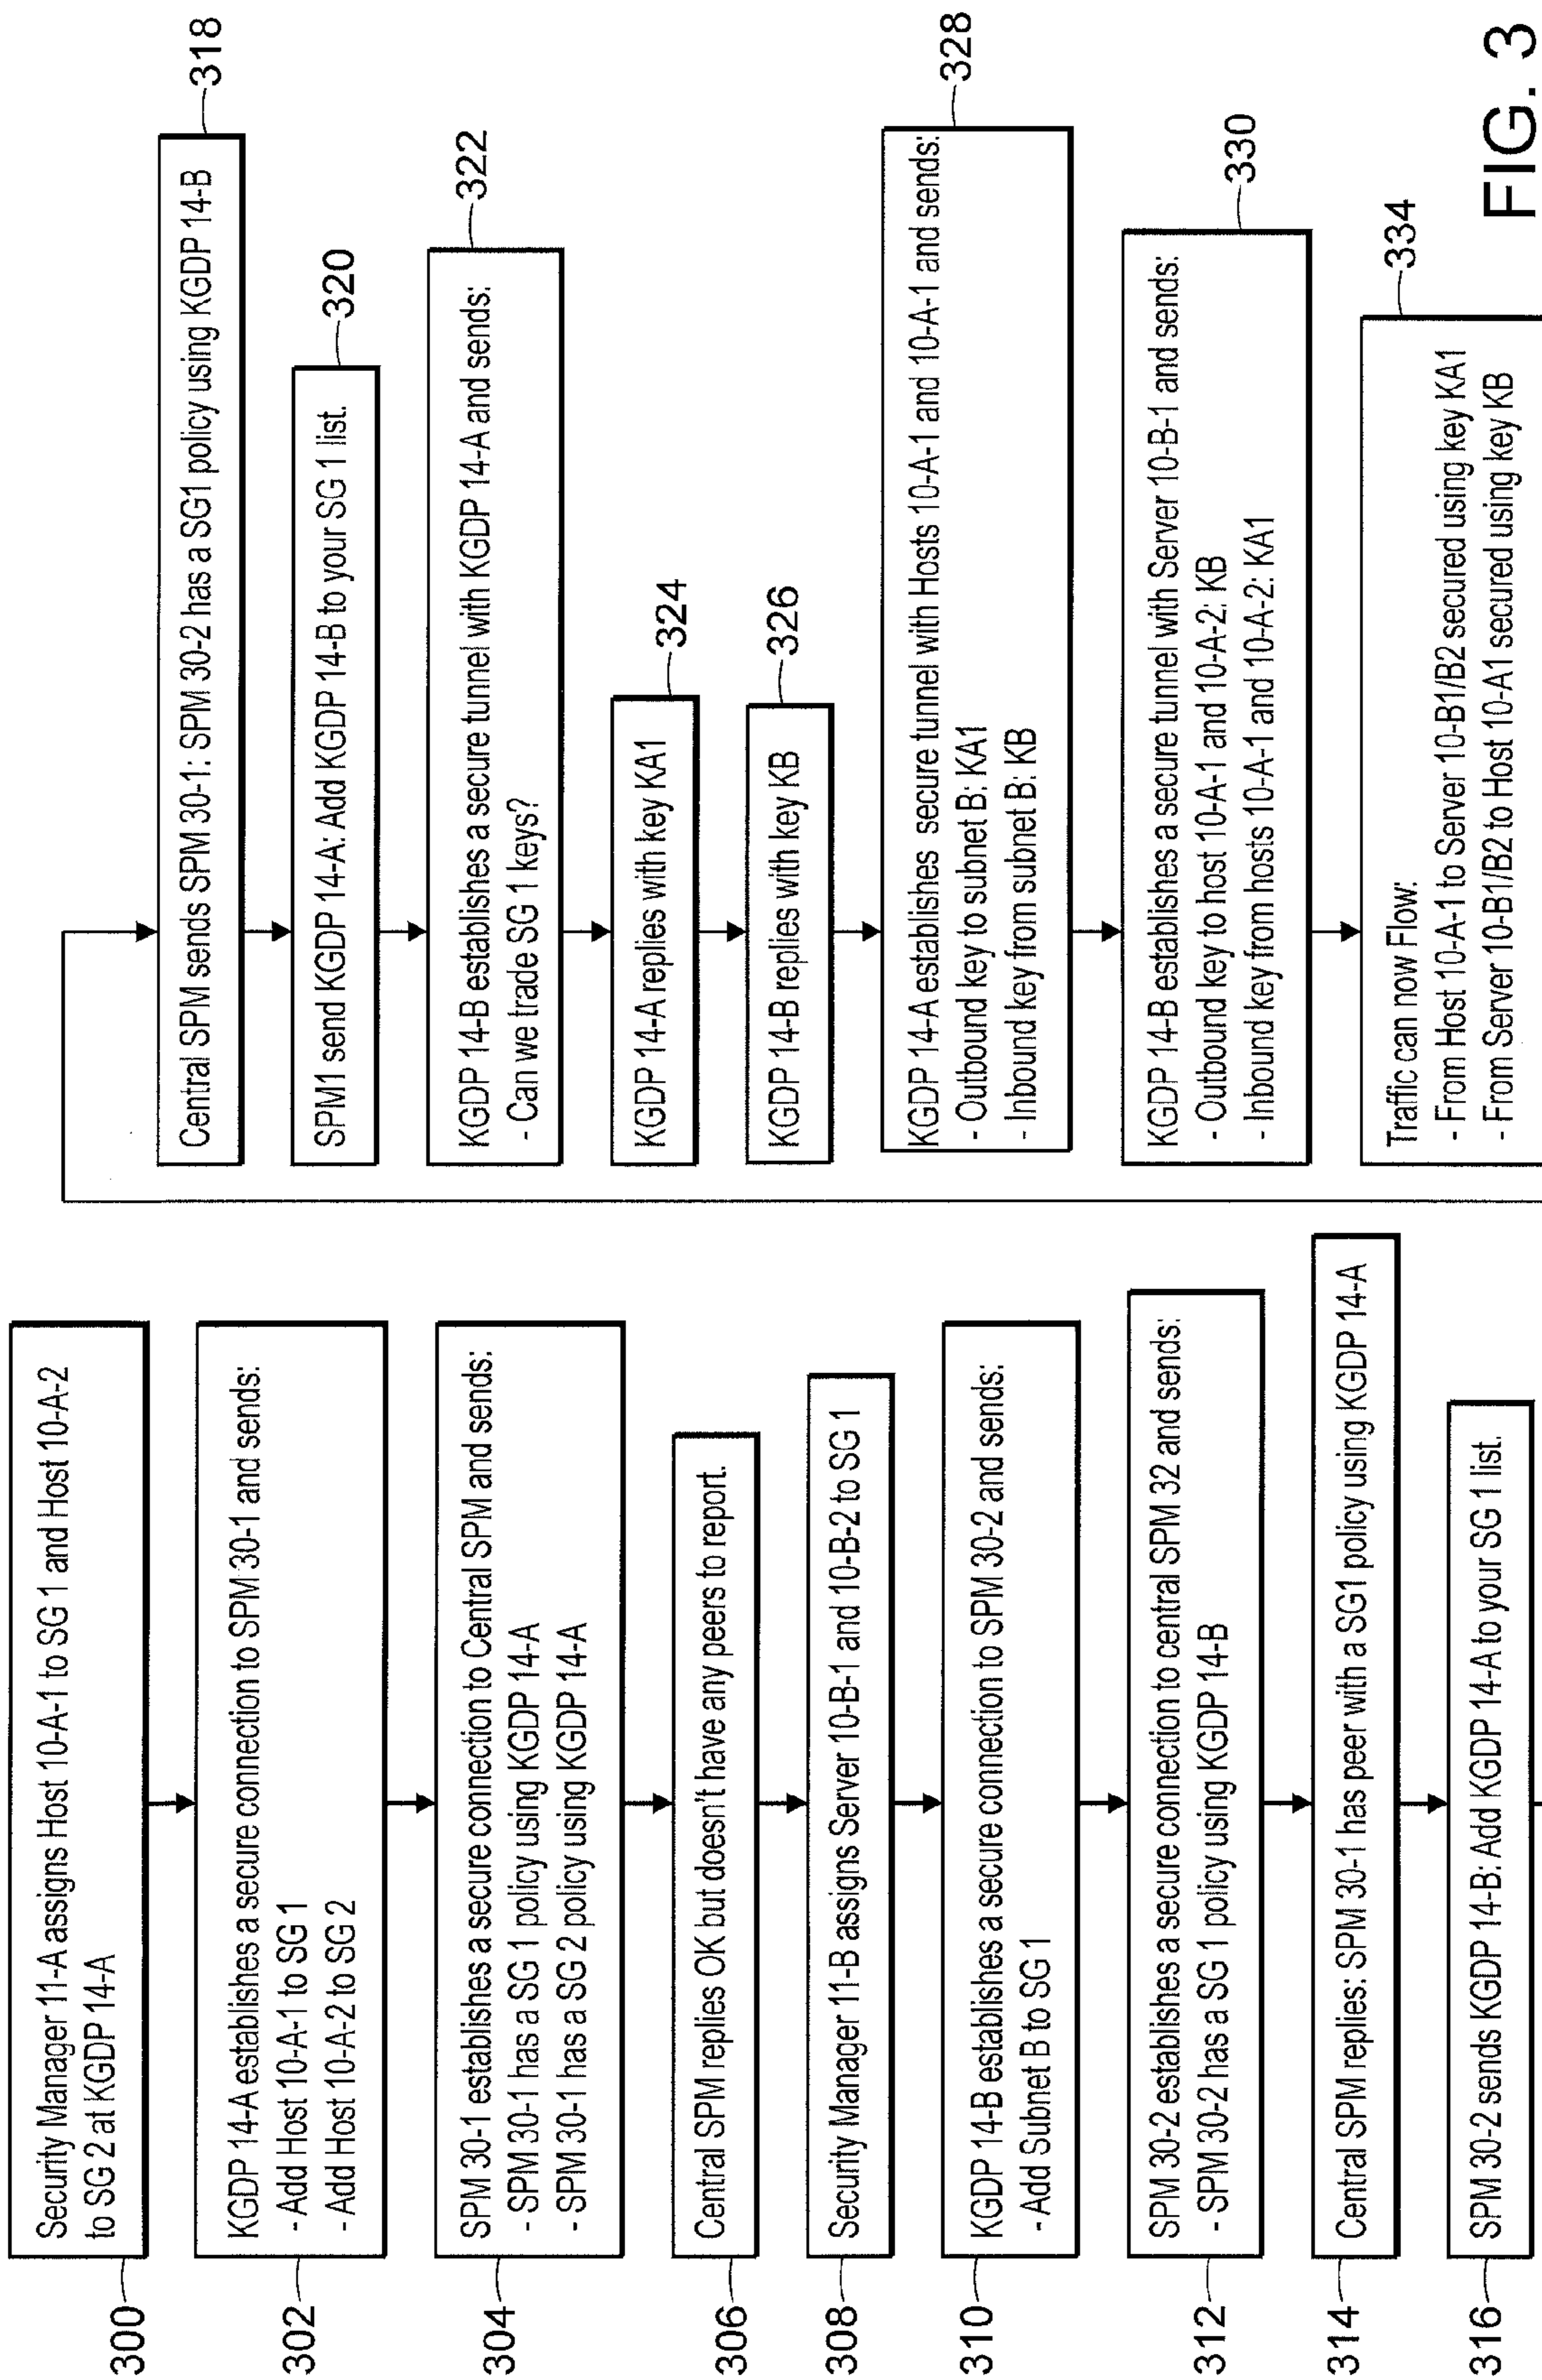 300
Security Manager 11-A assigns Host 10-A-1 to SG 1 and Host 10-A-2
to SG 2 at KGDP 14-A
302
KGDP 14-A establishes a secure connection to SPM 30-1 and sends:
- Add Host 10-A-1 to SG 1
- Add Host 10-A-2 to SG 2
304
SPM 30-1 establishes a secure connection to Central SPM and sends:
- SPM 30-1 has a SG 1 policy using KGDP 14-A
- SPM 30-1 has a SG 2 policy using KGDP 14-A
306
Central SPM replies OK but doesn't have any peers to report.
308
Security Manager 11-B assigns Server 10-B-1 and 10-B-2 to SG 1
310
KGDP 14-B establishes a secure connection to SPM 30-2 and sends:
- Add Subnet B to SG 1
312
SPM 30-2 establishes a secure connection to central SPM 32 and sends:
- SPM 30-2 has a SG 1 policy using KGDP 14-B
314
Central SPM replies: SPM 30-1 has peer with a SG1 policy using KGDP 14-A
316
SPM 30-2 sends KGDP 14-B: Add KGDP 14-A to your SG 1 list.
Central SPM sends SPM 30-1: SPM 30-2 has a SG1 policy using KGDP 14-B
318
SPM1 send KGDP 14-A: Add KGDP 14-B to your SG 1 list.
320
KGDP 14-B establishes a secure tunnel with KGDP 14-A and sends:
- Can we trade SG 1 keys?
322
KGDP 14-A replies with key KA1
324
KGDP 14-B replies with key KB
326
KGDP 14-A establishes secure tunnel with Hosts 10-A-1 and 10-A-1 and sends:
- Outbound key to subnet B: KA1
- Inbound key from subnet B: KB
328
KGDP 14-B establishes a secure tunnel with Server 10-B-1 and sends:
- Outbound key to host 10-A-1 and 10-A-2: KB
- Inbound key from hosts 10-A-1 and 10-A-2: KA1
330
Traffic can now Flow:
- From Host 10-A-1 to Server 10-B1/B2 secured using key KA1
- From Server 10-B1/B2 to Host 10-A1 secured using key KB
334
FIG. 3